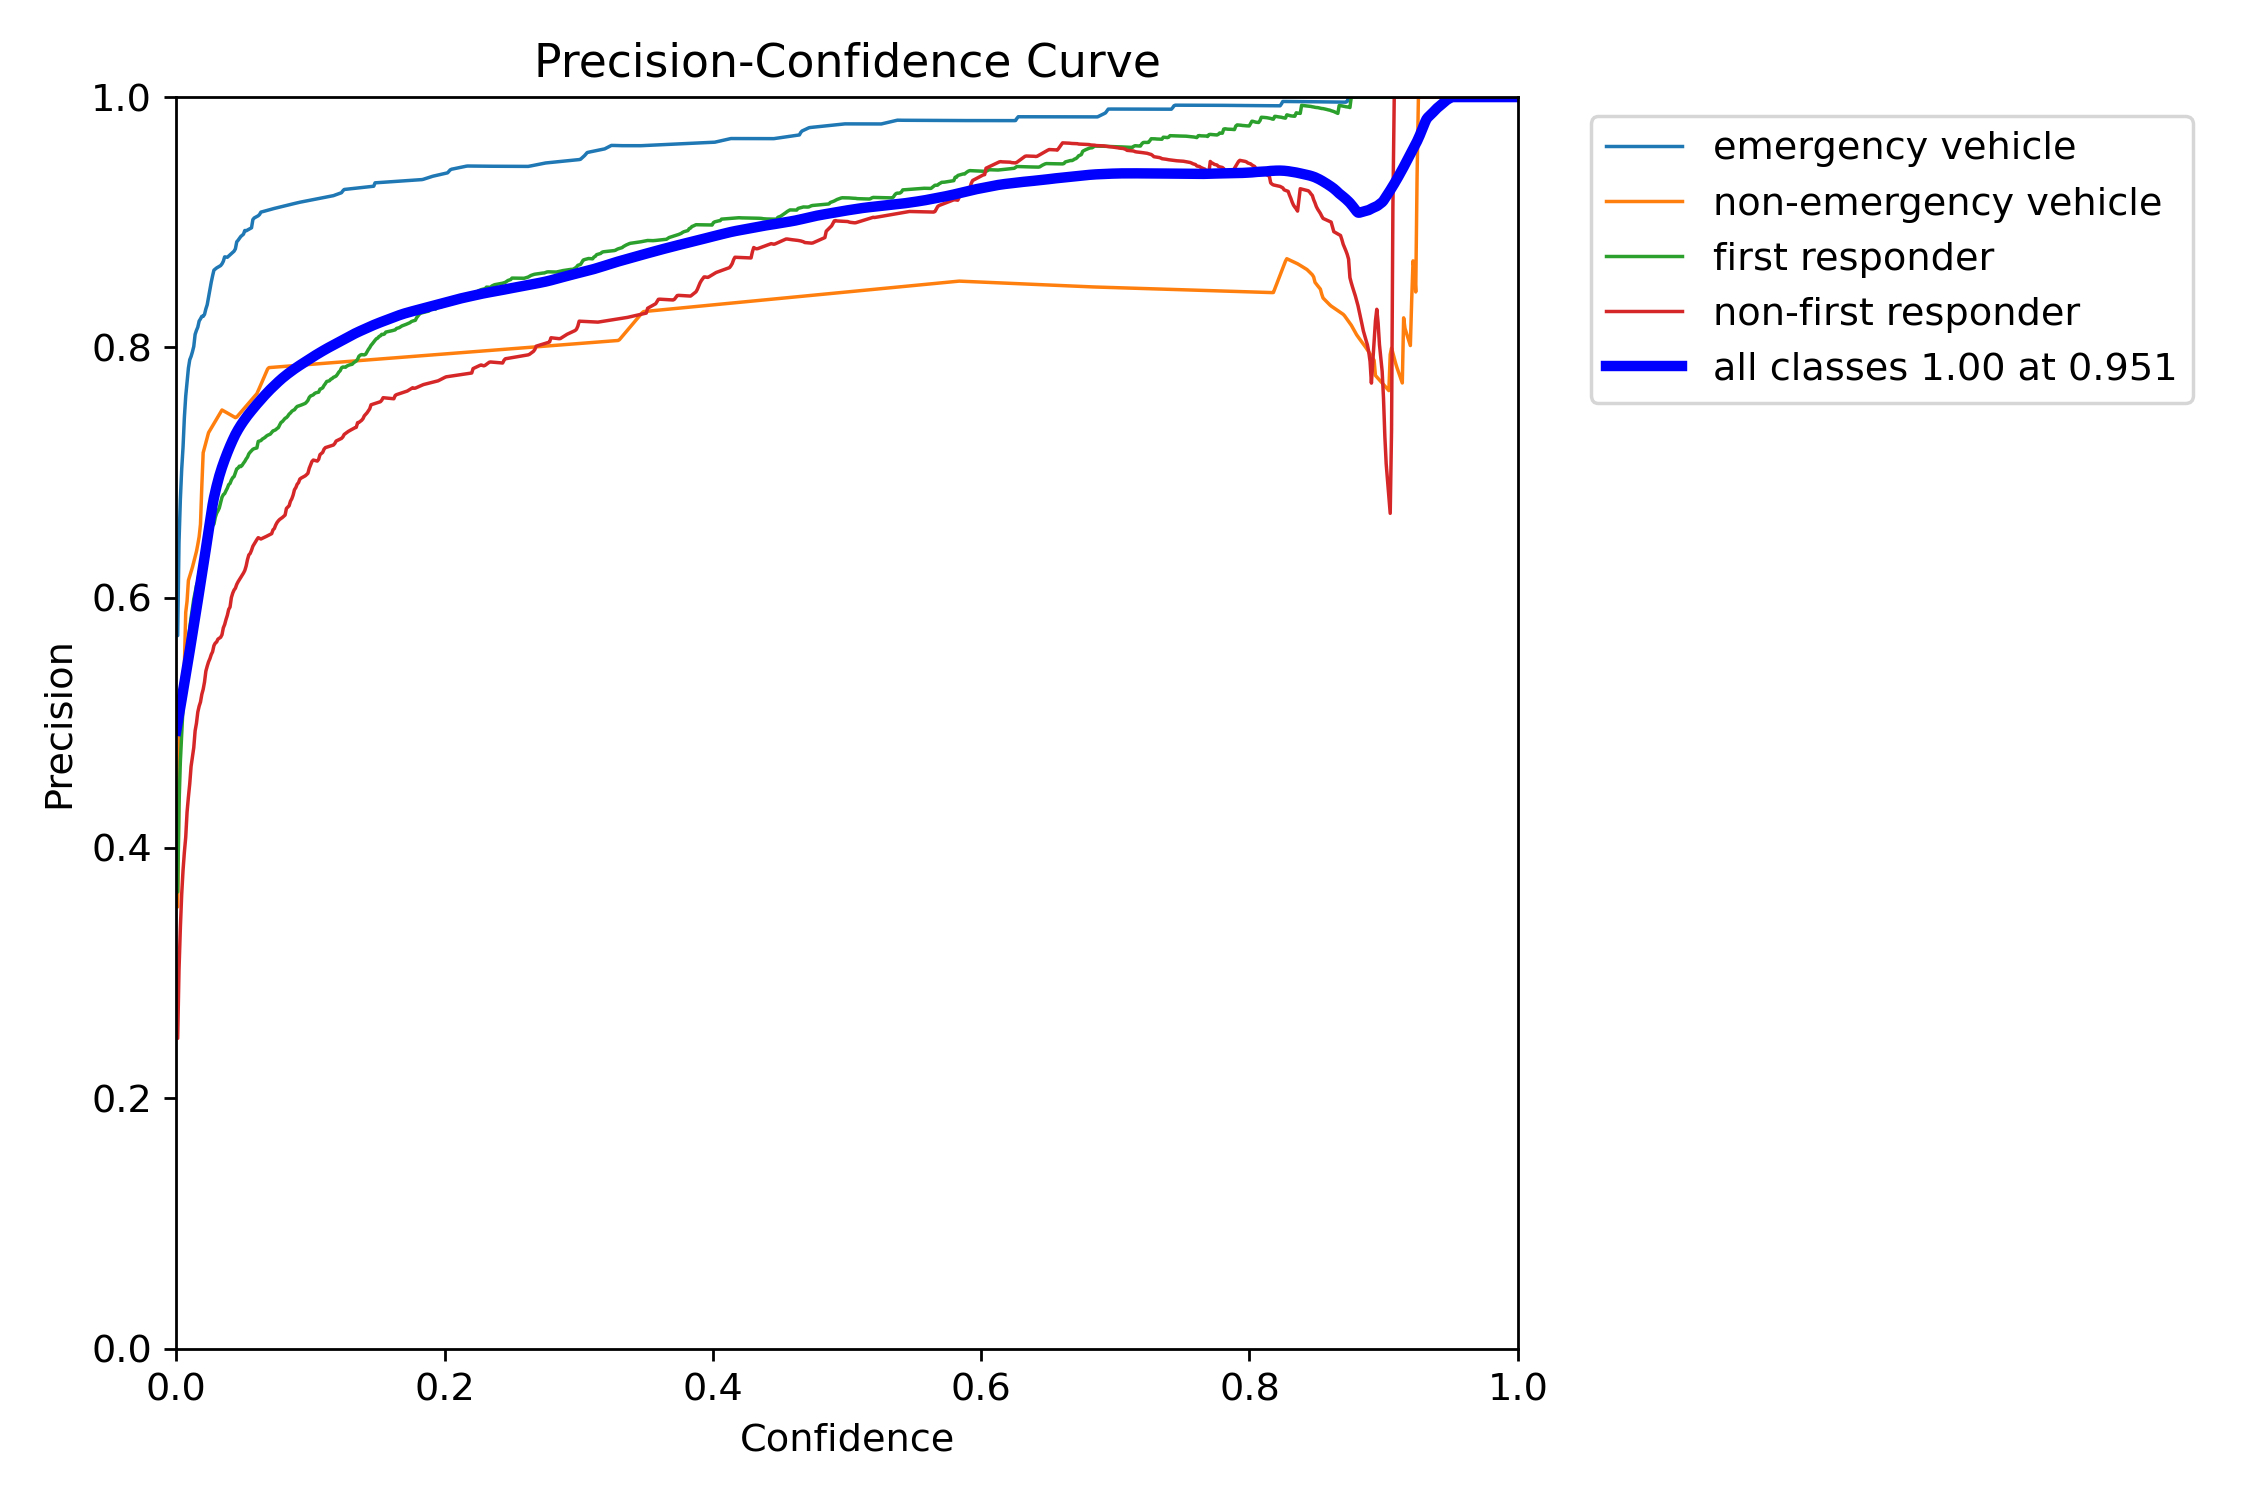 Precision-Confidence Curve
1.0
0.8
0.6
0.4
0.2
0.0
Precision
0.0 0.2 0.4 0.6 0.8 1.0
Confidence
emergency vehicle
non-emergency vehicle
first responder
non-first responder
all classes 1.00 at 0.951